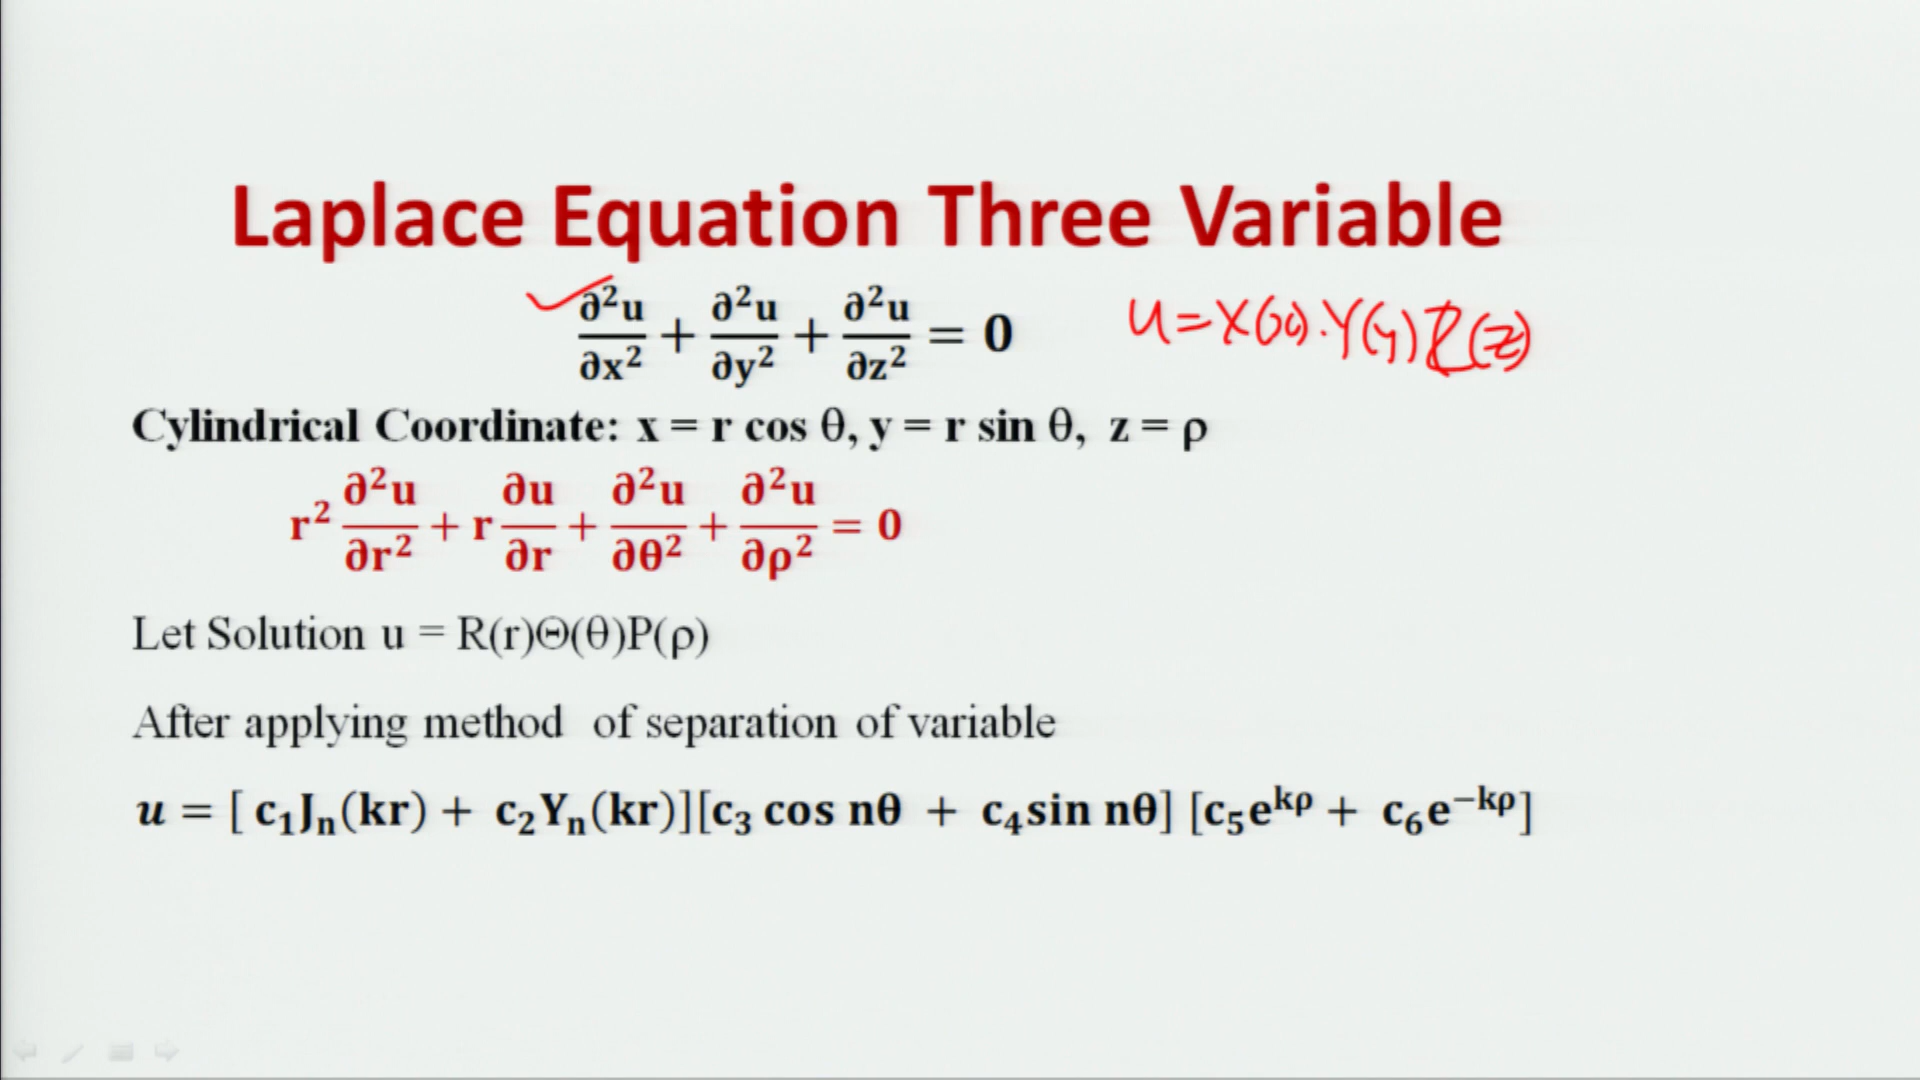 Laplace Equation Three Variable
∂²u/∂x² + ∂²u/∂y² + ∂²u/∂z² = 0 u=X(x).Y(y)Z(z)
Cylindrical Coordinate: x = r cos θ, y = r sin θ, z = ρ
r² ∂²u/∂r² + r ∂u/∂r + ∂²u/∂θ² + ∂²u/∂ρ² = 0
Let Solution u = R(r)Θ(θ)P(ρ)
After applying method of separation of variable
u = [ c₁Jₙ(kr) + c₂Yₙ(kr)][c₃ cos nθ + c₄sin nθ] [c₅e^{kρ} + c₆e^{−kρ}]